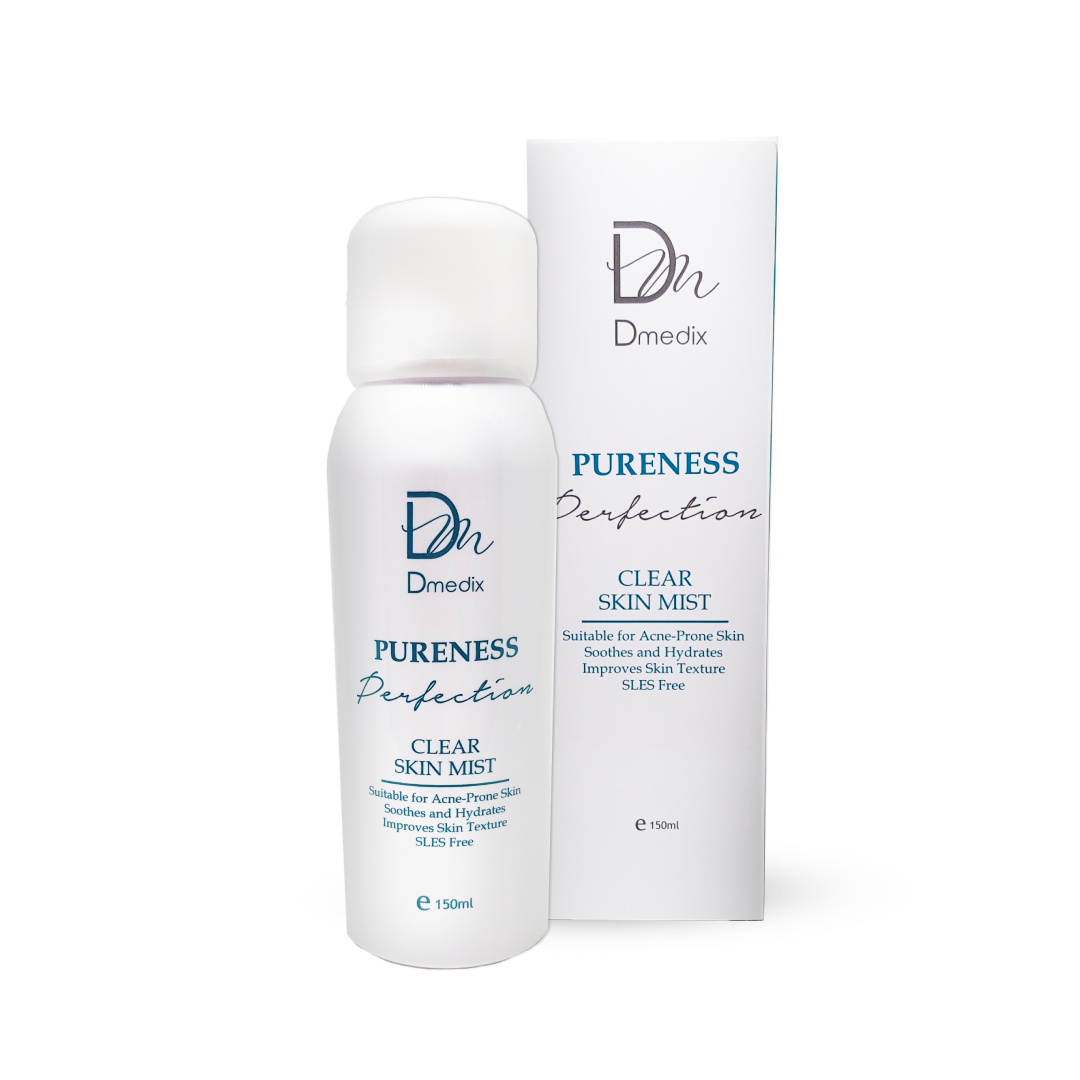 Dm
Dmedix
PURENESS
Perfection
CLEAR
SKIN MIST
Suitable for Acne-Prone Skin
Soothes and Hydrates
Improves Skin Texture
SLES Free
e 150ml
Dm
Dmedix
PURENESS
Perfection
CLEAR
SKIN MIST
Suitable for Acne-Prone Skin
Soothes and Hydrates
Improves Skin Texture
SLES Free
e 150ml